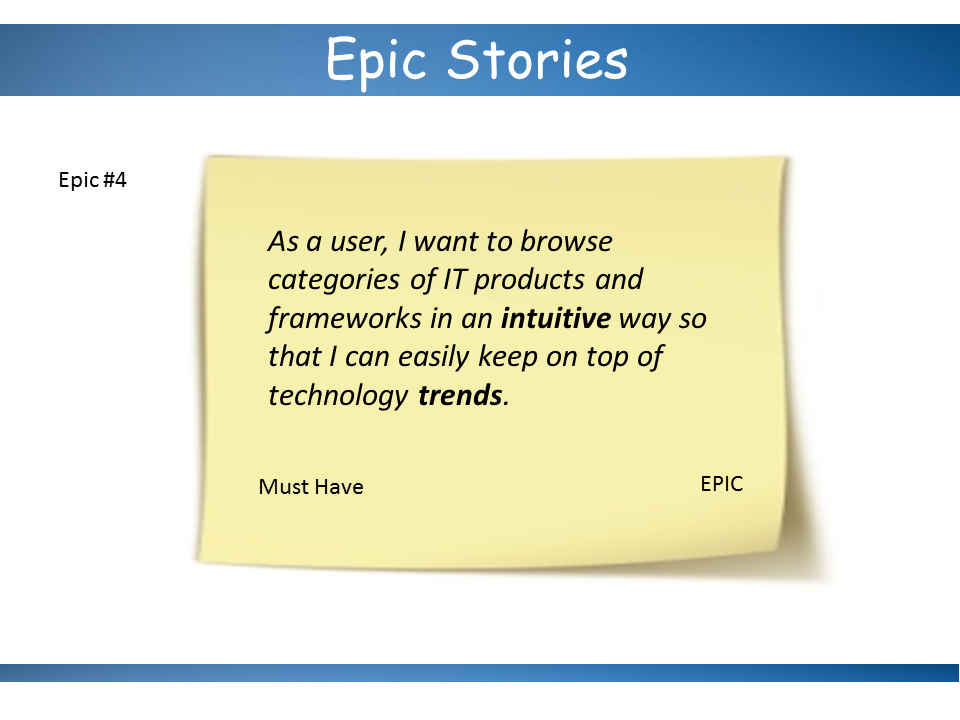 Epic Stories
Epic #4
As a user, I want to browse
categories of IT products and
frameworks in an intuitive way so
that I can easily keep on top of
technology trends.
Must Have
EPIC